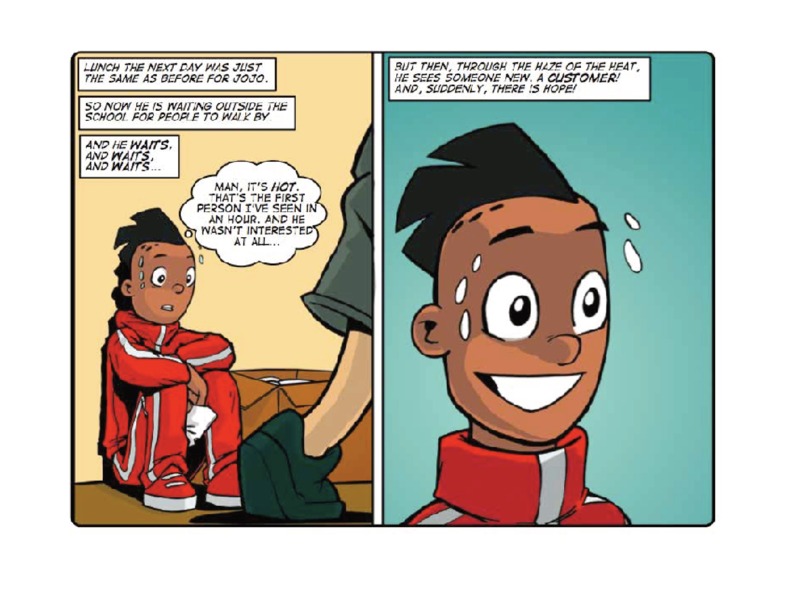 LUNCH THE NEXT DAY WAS JUST
THE SAME AS BEFORE FOR JOJO.
SO NOW HE IS WAITING OUTSIDE THE
SCHOOL FOR PEOPLE TO WALK BY.
AND HE WAITS,
AND WAITS,
AND WAITS...
MAN, IT'S HOT.
THAT'S THE FIRST
PERSON I'VE SEEN IN
AN HOUR. AND HE
WASN'T INTERESTED
AT ALL...
BUT THEN, THROUGH THE HAZE OF THE HEAT,
HE SEES SOMEONE NEW. A CUSTOMER!
AND, SUDDENLY, THERE IS HOPE!